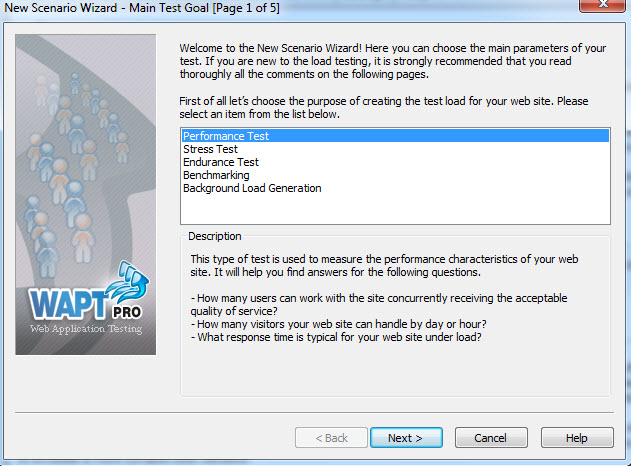 New Scenario Wizard - Main Test Goal [Page 1 of 5]
Welcome to the New Scenario Wizard! Here you can choose the main parameters of your
test. If you are new to the load testing, it is strongly recommended that you read
thoroughly all the comments on the following pages.
First of all let's choose the purpose of creating the test load for your web site. Please
select an item from the list below.
Performance Test
Stress Test
Endurance Test
Benchmarking
Background Load Generation
Description
This type of test is used to measure the performance characteristics of your web
site. It will help you find answers for the following questions.
- How many users can work with the site concurrently receiving the acceptable
quality of service?
- How many visitors your web site can handle by day or hour?
- What response time is typical for your web site under load?
WAPT PRO
Web Application Testing
< Back
Next >
Cancel
Help